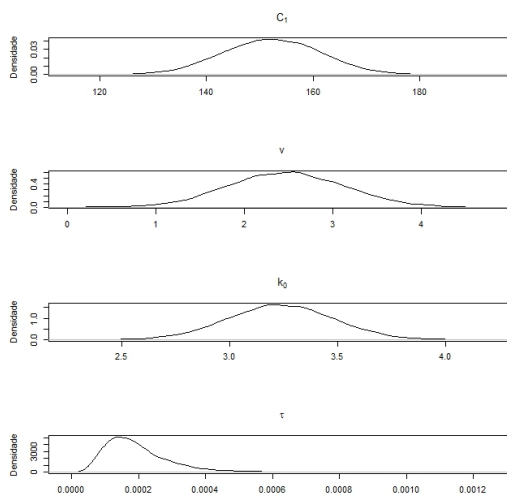 C₁
Densidade
0.00 0.03
120 140 160 180
v
Densidade
0.0 0.4
0 1 2 3 4
k₀
Densidade
0.0 1.0
2.5 3.0 3.5 4.0
τ
Densidade
0 3000
0.0000 0.0002 0.0004 0.0006 0.0008 0.0010 0.0012